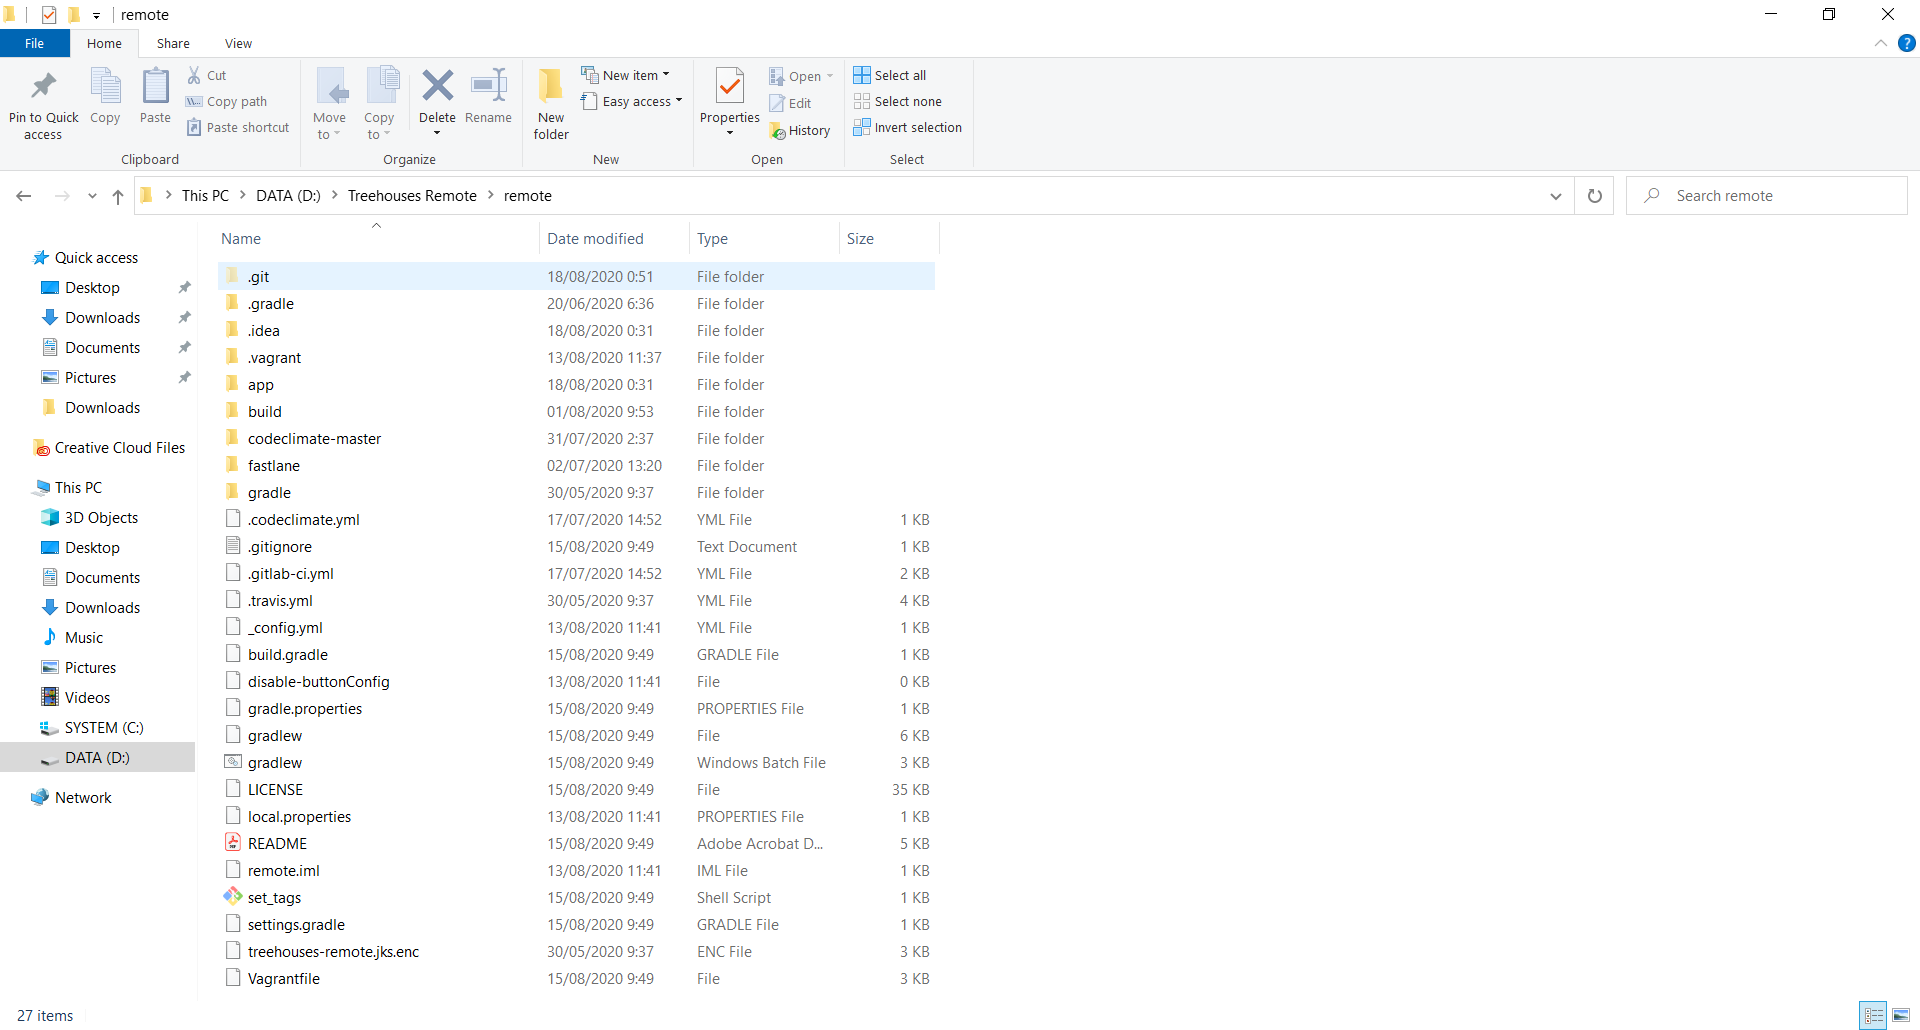 remote
File Home Share View
Pin to Quick access
Copy
Paste
Cut
Copy path
Paste shortcut
Clipboard
Move to
Copy to
Delete
Rename
Organize
New folder
New item
Easy access
New
Properties
Open
Edit
History
Open
Select all
Select none
Invert selection
Select
This PC DATA (D:) Treehouses Remote remote
Search remote
Quick access
Desktop
Downloads
Documents
Pictures
Downloads
Creative Cloud Files
This PC
3D Objects
Desktop
Documents
Downloads
Music
Pictures
Videos
SYSTEM (C:)
DATA (D:)
Network
Name Date modified Type Size
.git 18/08/2020 0:51 File folder
.gradle 20/06/2020 6:36 File folder
.idea 18/08/2020 0:31 File folder
.vagrant 13/08/2020 11:37 File folder
app 18/08/2020 0:31 File folder
build 01/08/2020 9:53 File folder
codeclimate-master 31/07/2020 2:37 File folder
fastlane 02/07/2020 13:20 File folder
gradle 30/05/2020 9:37 File folder
.codeclimate.yml 17/07/2020 14:52 YML File 1 KB
.gitignore 15/08/2020 9:49 Text Document 1 KB
.gitlab-ci.yml 17/07/2020 14:52 YML File 2 KB
.travis.yml 30/05/2020 9:37 YML File 4 KB
_config.yml 13/08/2020 11:41 YML File 1 KB
build.gradle 15/08/2020 9:49 GRADLE File 1 KB
disable-buttonConfig 13/08/2020 11:41 File 0 KB
gradle.properties 15/08/2020 9:49 PROPERTIES File 1 KB
gradlew 15/08/2020 9:49 File 6 KB
gradlew 15/08/2020 9:49 Windows Batch File 3 KB
LICENSE 15/08/2020 9:49 File 35 KB
local.properties 13/08/2020 11:41 PROPERTIES File 1 KB
README 15/08/2020 9:49 Adobe Acrobat D... 5 KB
remote.iml 13/08/2020 11:41 IML File 1 KB
set_tags 15/08/2020 9:49 Shell Script 1 KB
settings.gradle 15/08/2020 9:49 GRADLE File 1 KB
treehouses-remote.jks.enc 30/05/2020 9:37 ENC File 3 KB
Vagrantfile 15/08/2020 9:49 File 3 KB
27 items